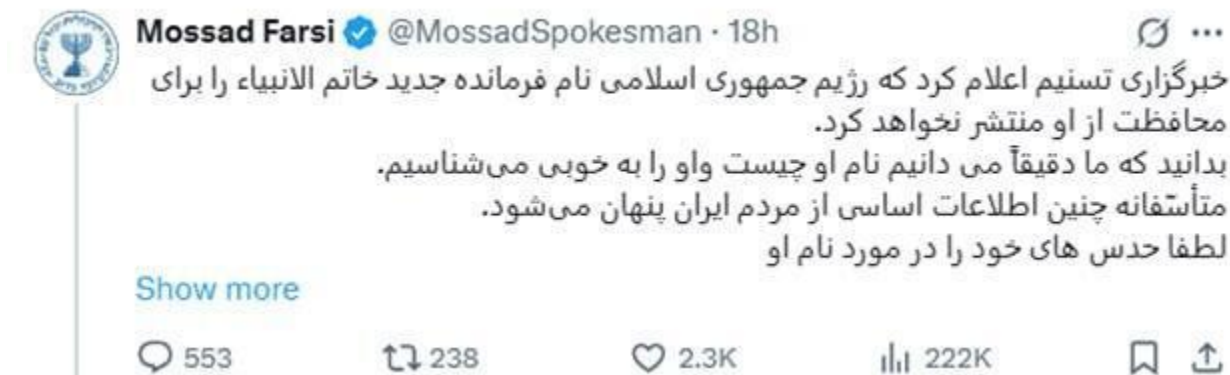 Mossad Farsi @MossadSpokesman · 18h
خبرگزاری تسنیم اعلام کرد که رژیم جمهوری اسلامی نام فرمانده جدید خاتم الانبیاء را برای
محافظت از او منتشر نخواهد کرد.
بدانید که ما دقیقاً می دانیم نام او چیست واو را به خوبی می‌شناسیم.
متأسّفانه چنین اطلاعات اساسی از مردم ایران پنهان می‌شود.
لطفا حدس های خود را در مورد نام او
Show more
553 238 2.3K 222K